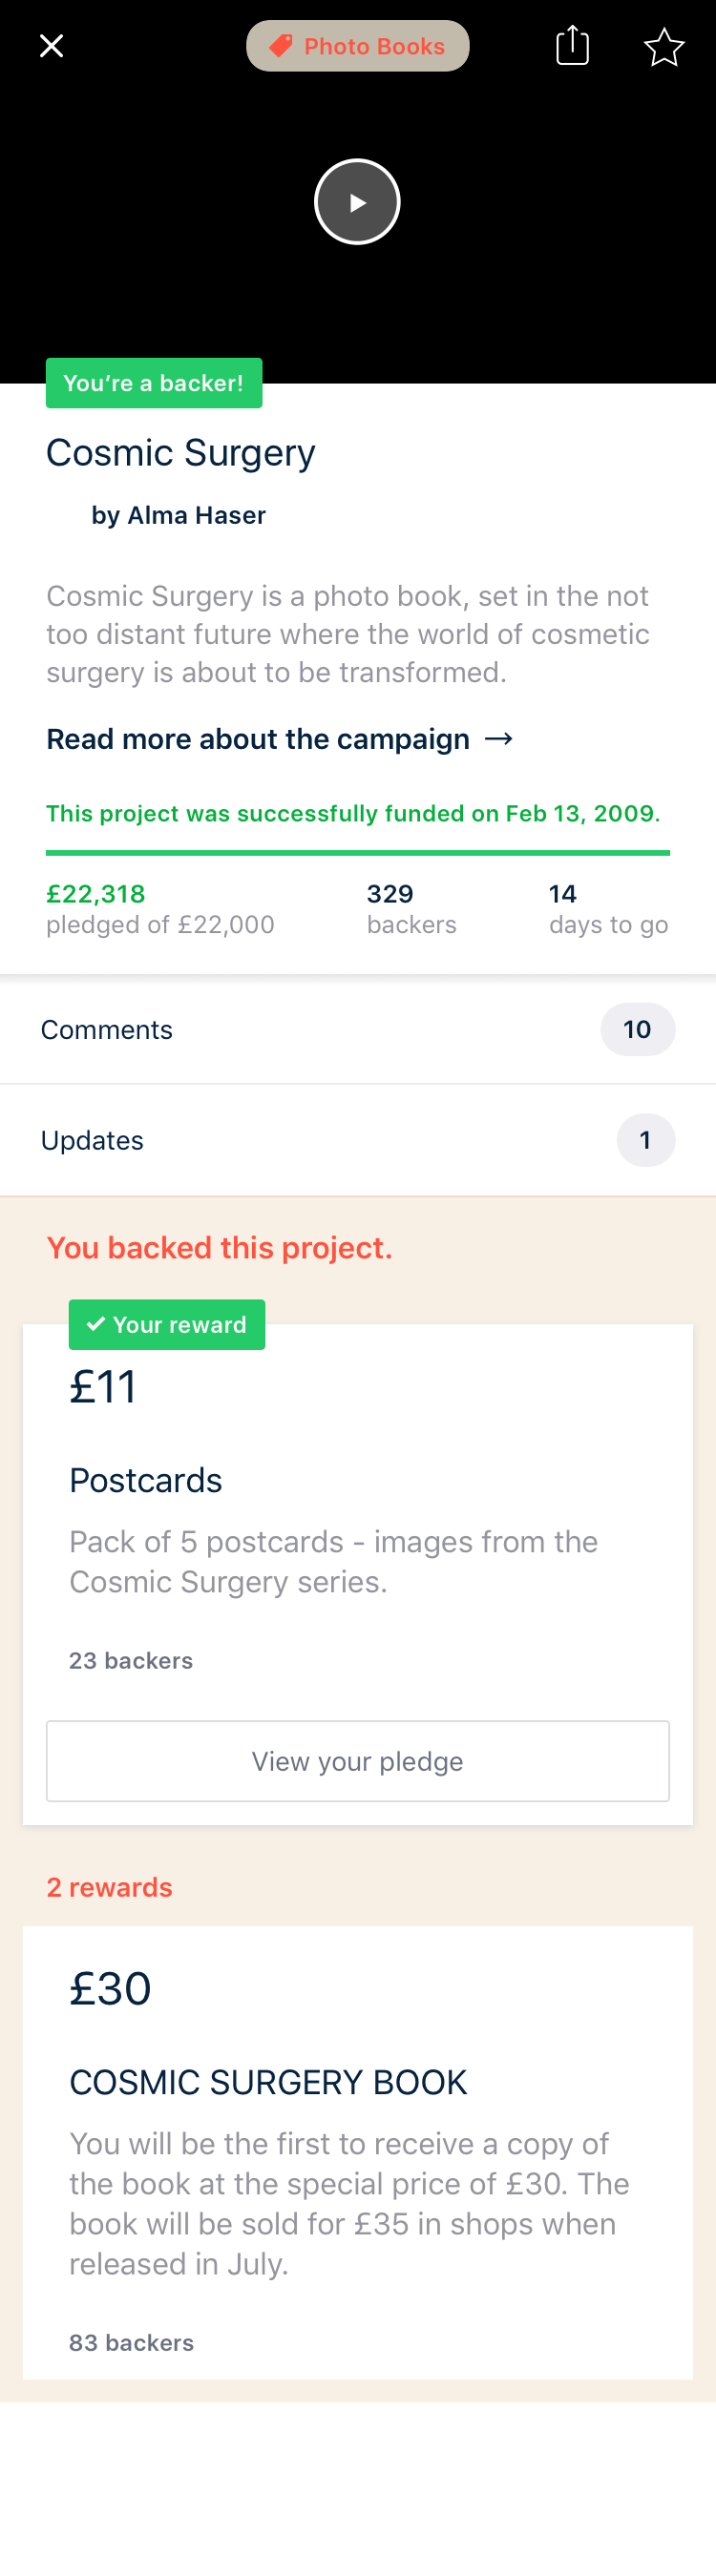 Photo Books
You’re a backer!
Cosmic Surgery
by Alma Haser
Cosmic Surgery is a photo book, set in the not
too distant future where the world of cosmetic
surgery is about to be transformed.
Read more about the campaign →
This project was successfully funded on Feb 13, 2009.
£22,318 329 14
pledged of £22,000 backers days to go
Comments 10
Updates 1
You backed this project.
✓ Your reward
£11
Postcards
Pack of 5 postcards - images from the
Cosmic Surgery series.
23 backers
View your pledge
2 rewards
£30
COSMIC SURGERY BOOK
You will be the first to receive a copy of
the book at the special price of £30. The
book will be sold for £35 in shops when
released in July.
83 backers